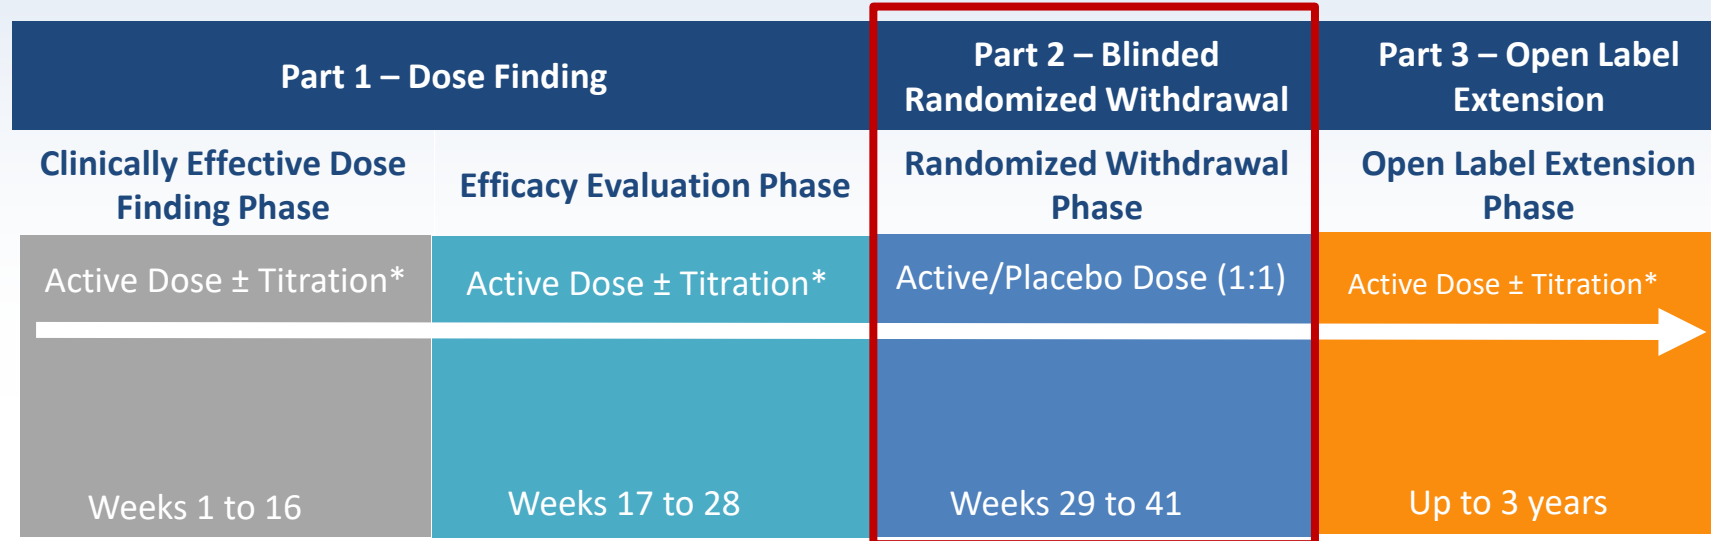 Part 1 – Dose Finding
Part 2 – Blinded
Randomized Withdrawal
Part 3 – Open Label
Extension
Clinically Effective Dose
Finding Phase
Efficacy Evaluation Phase
Randomized Withdrawal
Phase
Open Label Extension
Phase
Active Dose ± Titration*
Active Dose ± Titration*
Active/Placebo Dose (1:1)
Active Dose ± Titration*
Weeks 1 to 16
Weeks 17 to 28
Weeks 29 to 41
Up to 3 years